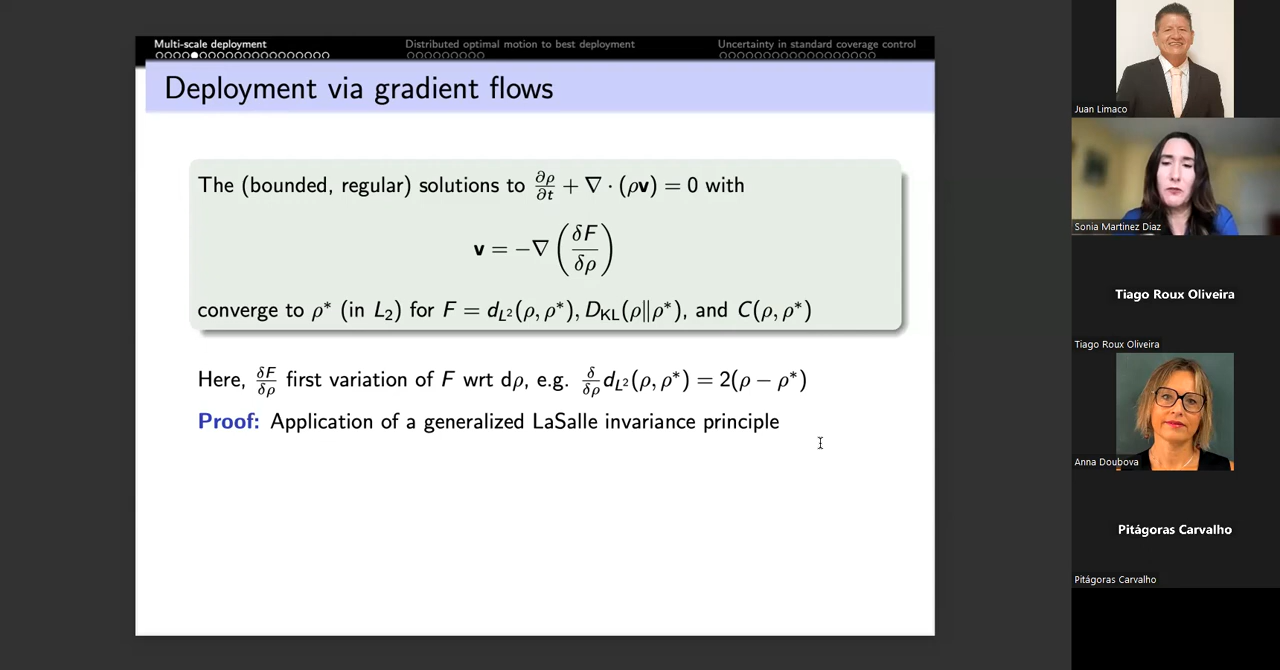 Multi-scale deployment
Distributed optimal motion to best deployment
Uncertainty in standard coverage control
Deployment via gradient flows
The (bounded, regular) solutions to ∂ρ/∂t + ∇ · (ρv) = 0 with
v = −∇ (δF/δρ)
converge to ρ* (in L₂) for F = d_{L²}(ρ, ρ*), D_KL(ρ‖ρ*), and C(ρ, ρ*)
Here, δF/δρ first variation of F wrt dρ, e.g. δ/δρ d_{L²}(ρ, ρ*) = 2(ρ − ρ*)
Proof: Application of a generalized LaSalle invariance principle
Juan Limaco
Sonia Martinez Diaz
Tiago Roux Oliveira
Tiago Roux Oliveira
Anna Doubova
Pitágoras Carvalho
Pitágoras Carvalho